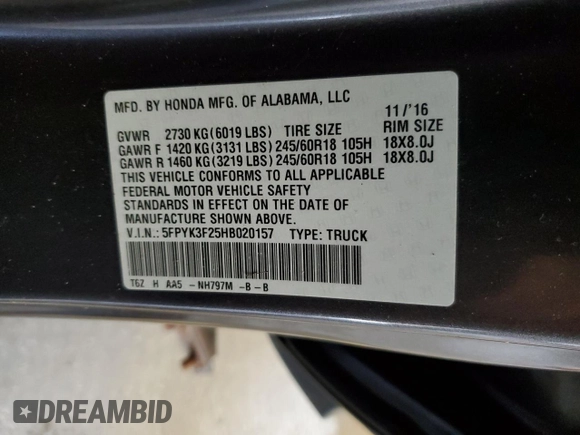 MFD. BY HONDA MFG. OF ALABAMA, LLC 11/'16
GVWR 2730 KG(6019 LBS) TIRE SIZE RIM SIZE
GAWR F 1420 KG(3131 LBS)245/60R18 105H 18X8.0J
GAWR R 1460 KG(3219 LBS)245/60R18 105H 18X8.0J
THIS VEHICLE CONFORMS TO ALL APPLICABLE
FEDERAL MOTOR VEHICLE SAFETY
STANDARDS IN EFFECT ON THE DATE OF
MANUFACTURE SHOWN ABOVE.
V.I.N.: 5FPYK3F25HB020157 TYPE: TRUCK
T6Z H AA5 - NH797M - B - B
DREAMBID